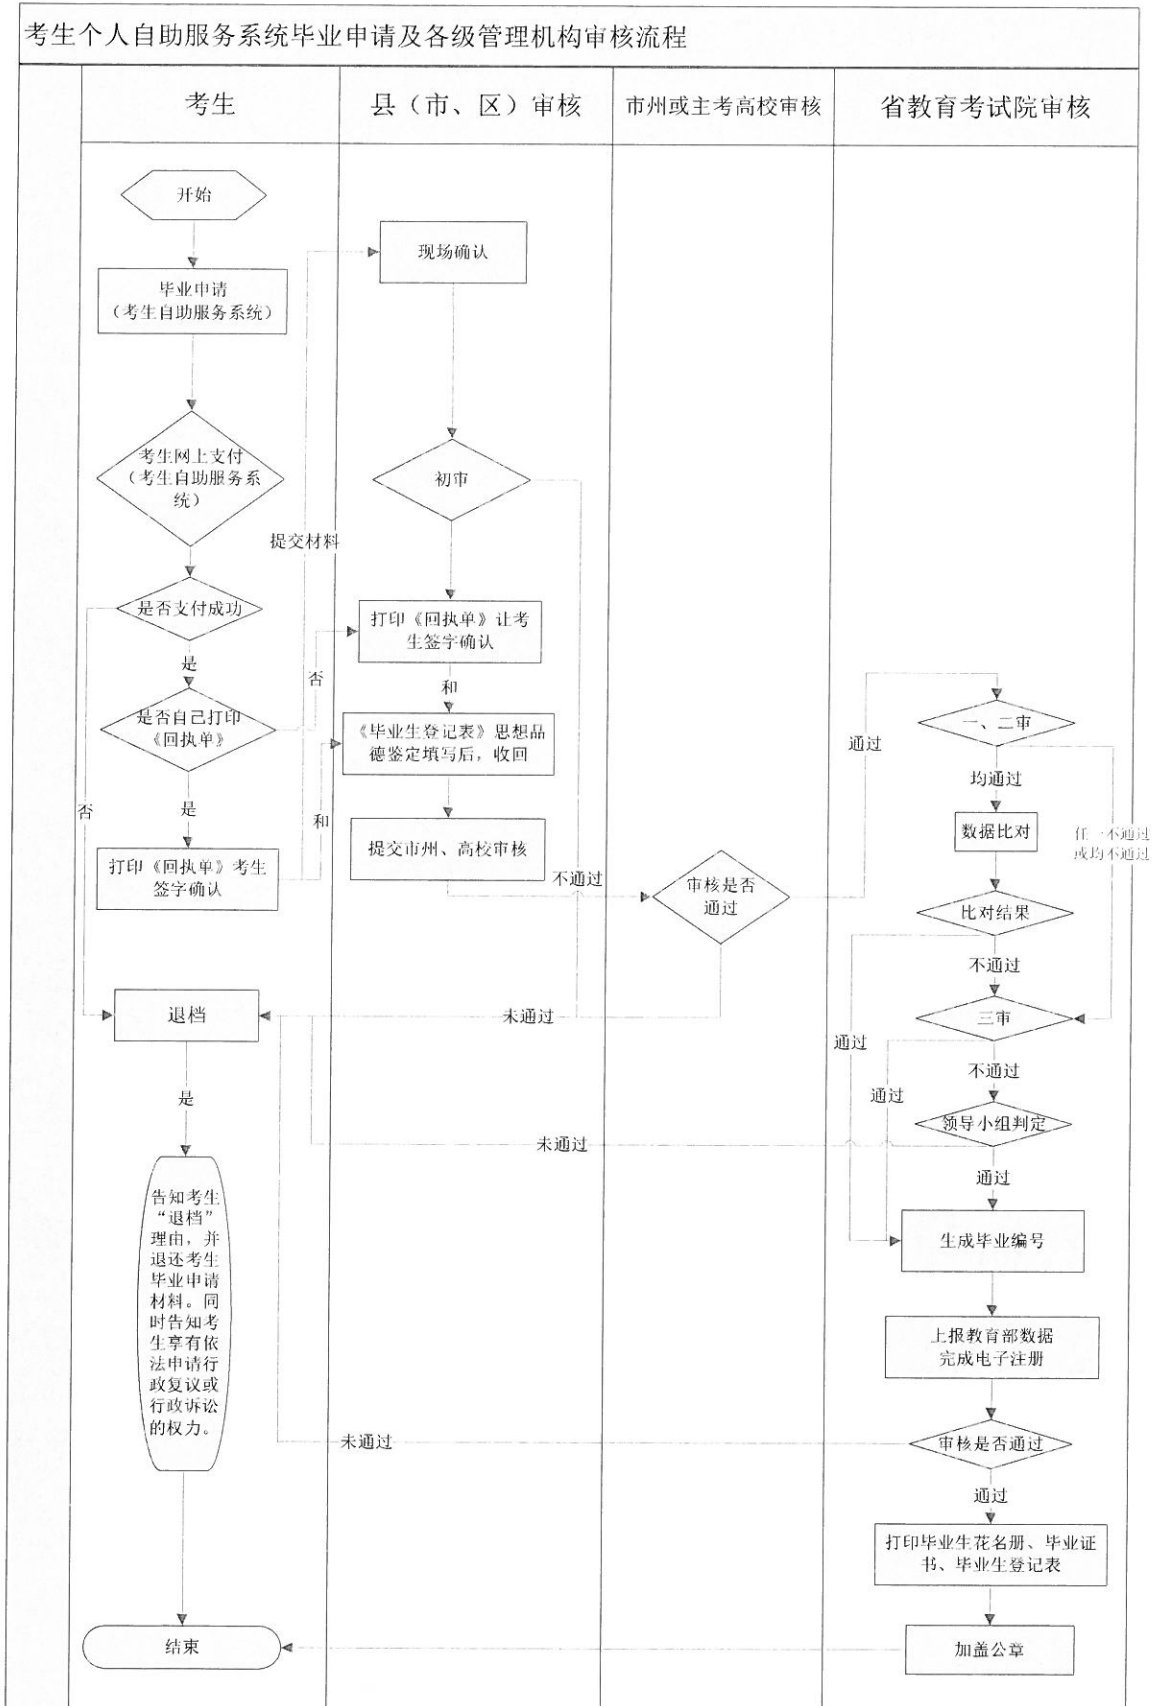 考生个人自助服务系统毕业申请及各级管理机构审核流程
考生
县（市、区）审核
市州或主考高校审核
省教育考试院审核
开始
毕业申请
（考生自助服务系统）
考生网上支付
（考生自助服务系
统）
是否支付成功
是
否
是否自己打印
《回执单》
否
是
打印《回执单》考生
签字确认
提交材料
和
退档
是
告知考生
“退档”
理由，并
退还考生
毕业申请
材料。同
时告知考
生享有依
法申请行
政复议或
行政诉讼
的权力。
结束
现场确认
初审
打印《回执单》让考
生签字确认
和
《毕业生登记表》思想品
德鉴定填写后，收回
提交市州、高校审核
不通过
审核是否
通过
未通过
通过
一、二审
均通过
任一不通过
或均不通过
数据比对
比对结果
不通过
通过
三审
不通过
通过
领导小组判定
未通过
通过
生成毕业编号
上报教育部数据
完成电子注册
审核是否通过
未通过
通过
打印毕业生花名册、毕业证
书、毕业生登记表
加盖公章